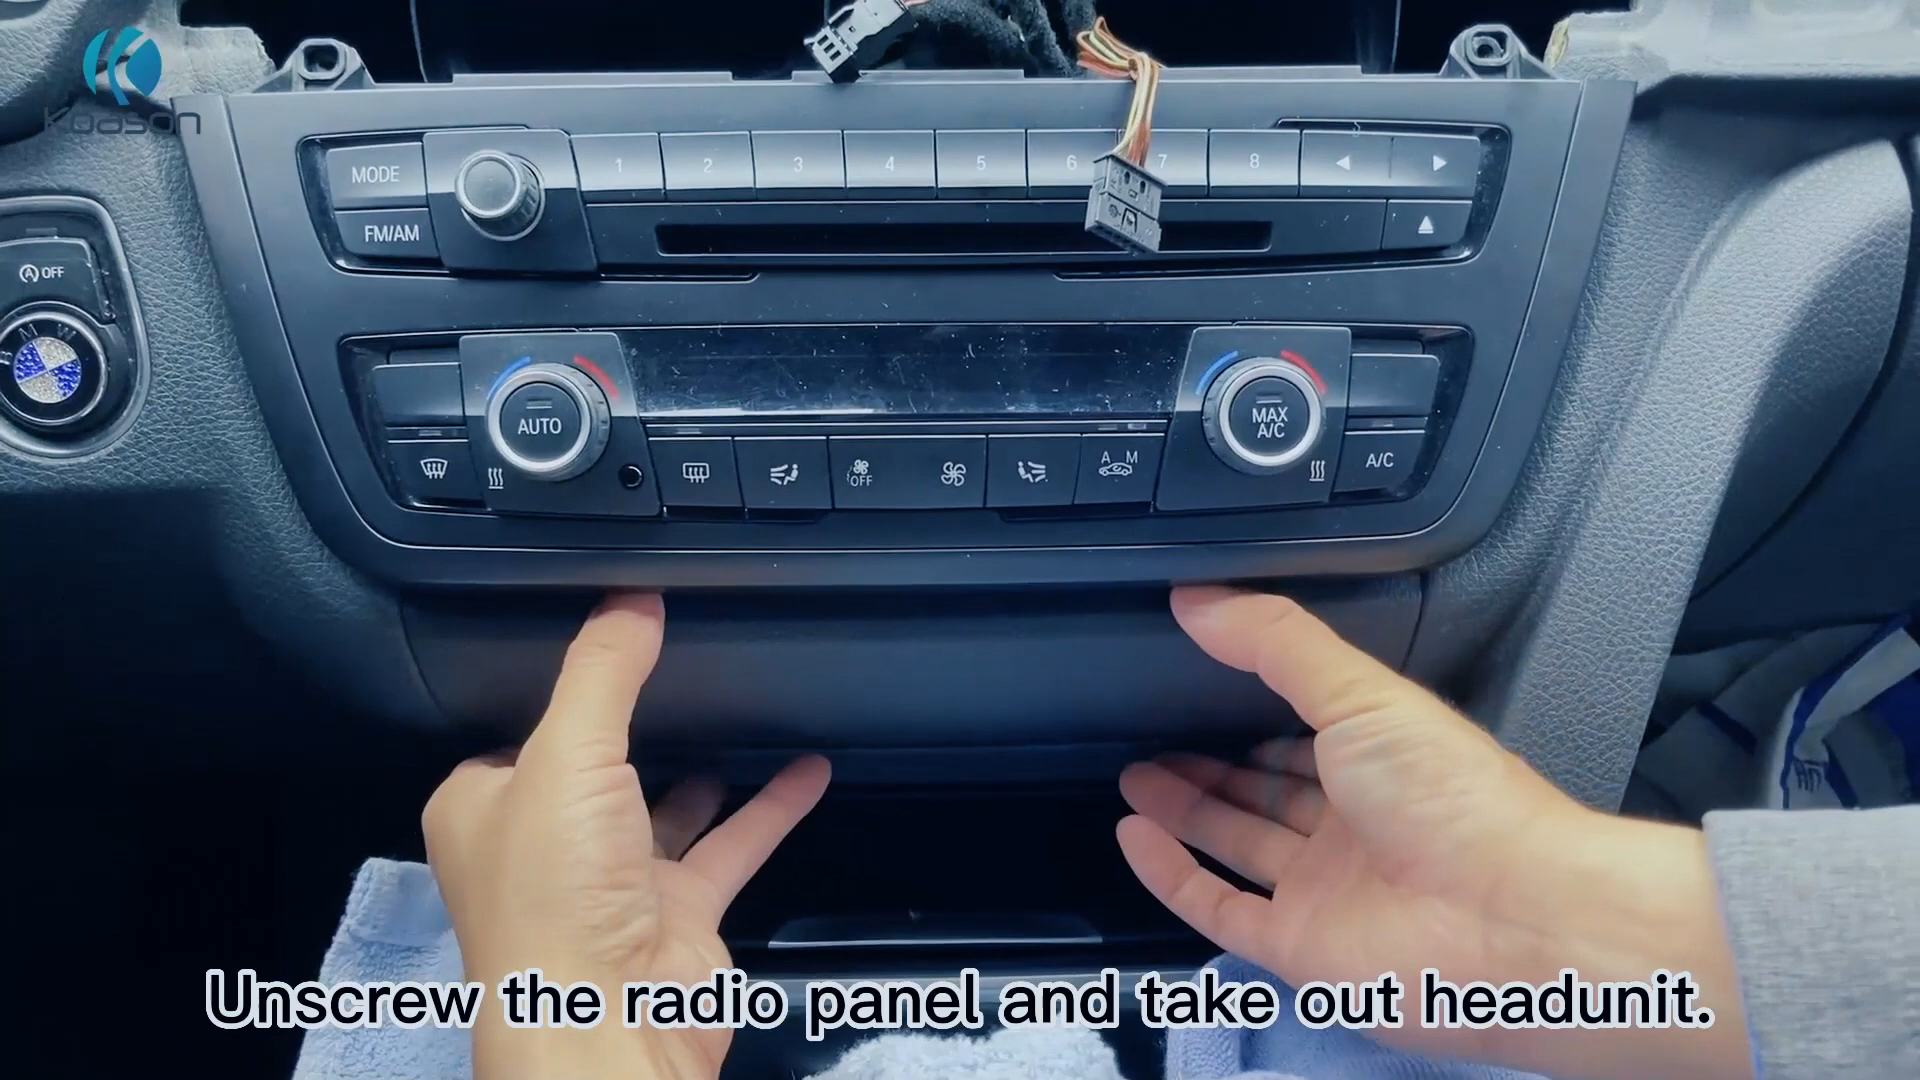 Koason
MODE
1 2 3 4 5 6 7 8
FM/AM
OFF
B M W
AUTO
MAX
A/C
A M
OFF
A/C
Unscrew the radio panel and take out headunit.